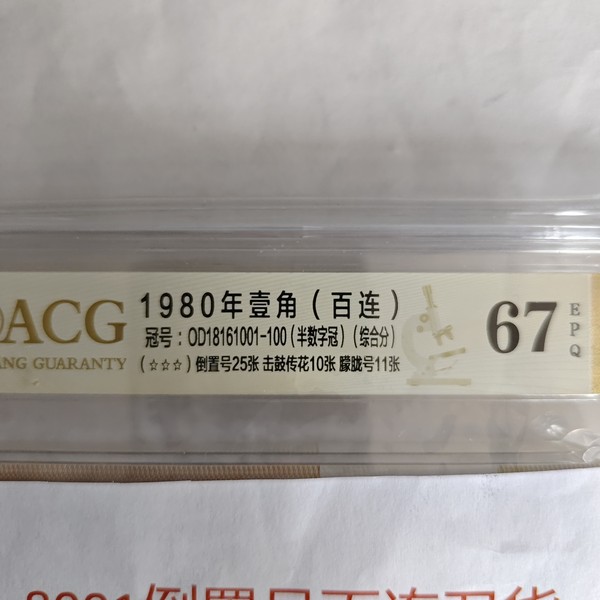 ACG
ANG GUARANTY
1980年壹角（百连）
冠号：OD18161001-100（半数字冠）（综合分）
（☆☆☆）倒置号25张 击鼓传花10张 朦胧号11张
67
EPQ